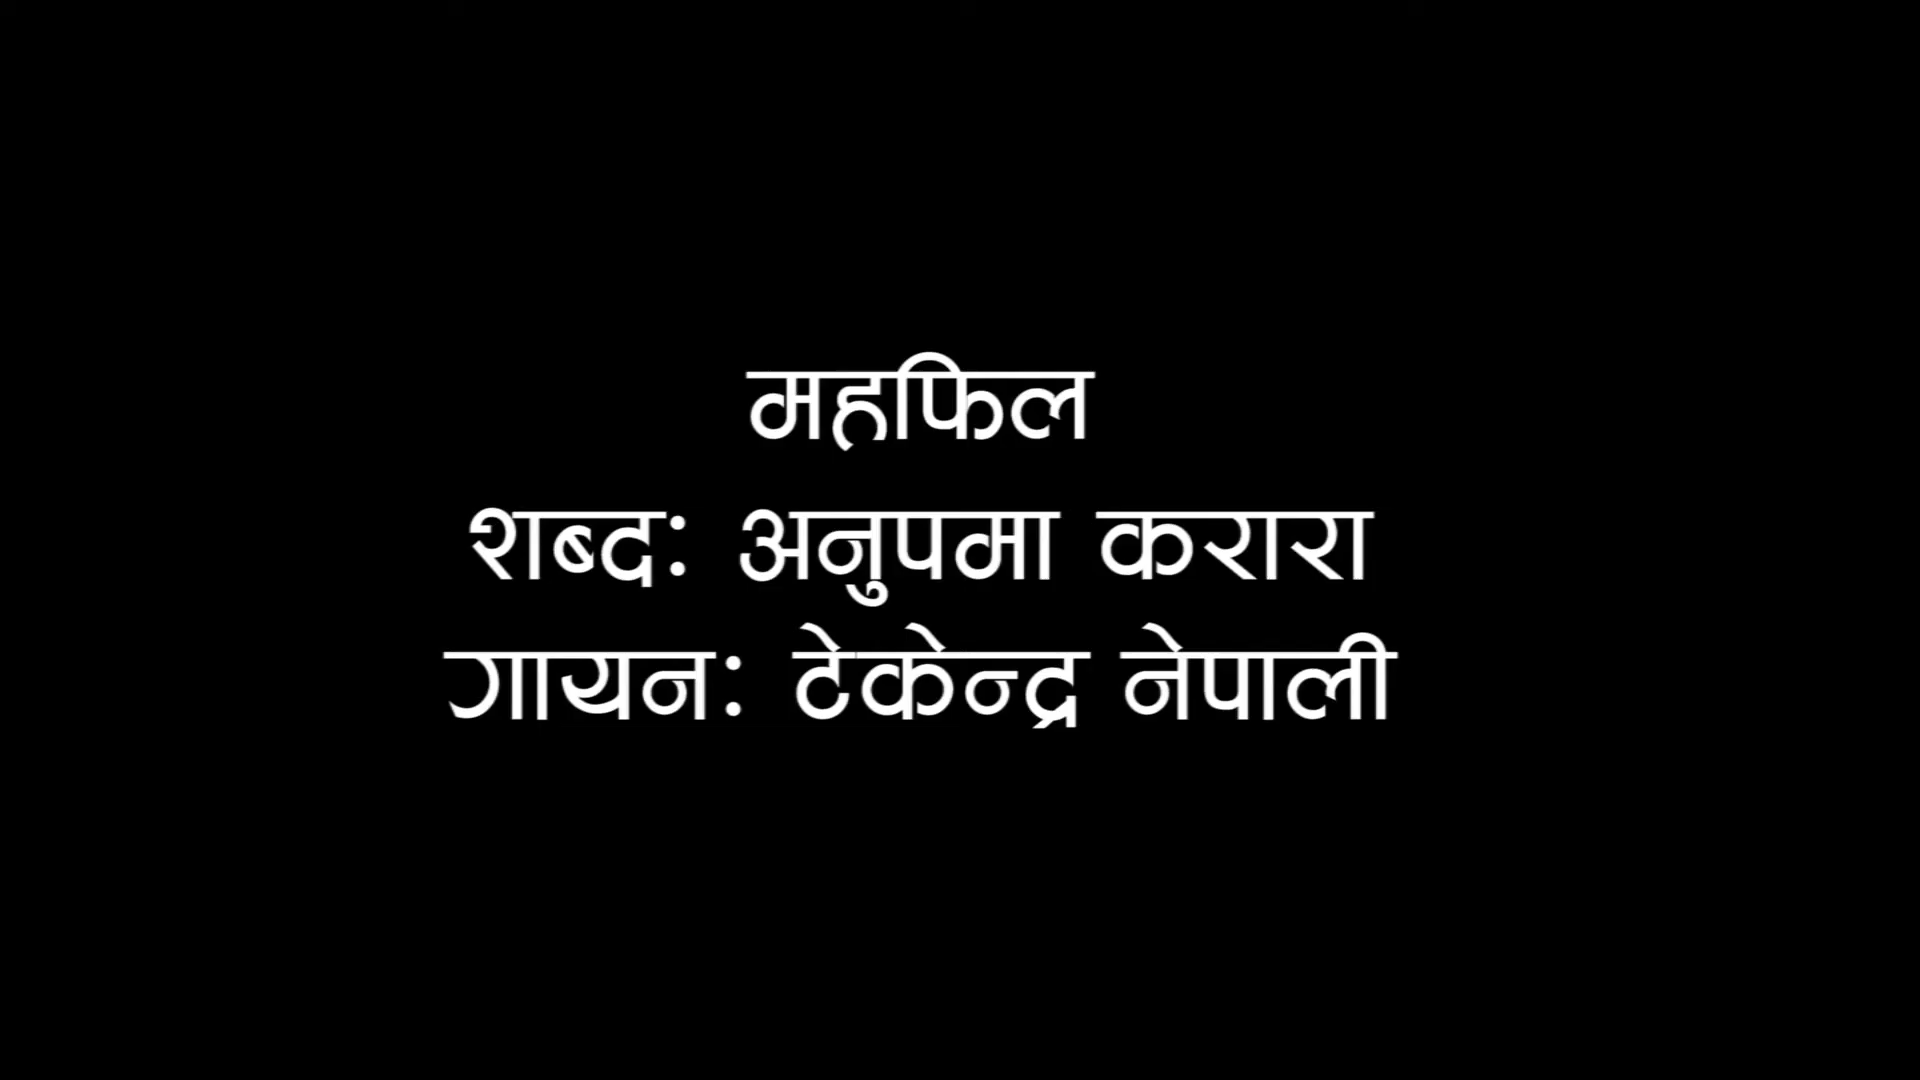 महफिल
शब्द: अनुपमा करारा
गायन: टेकेन्द्र नेपाली